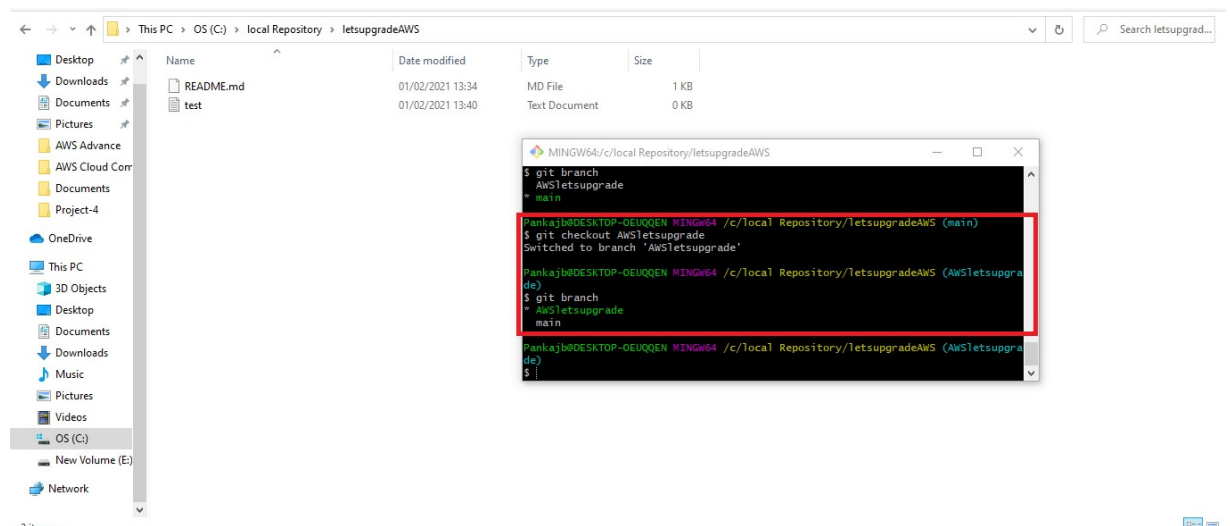 This PC > OS (C:) > local Repository > letsupgradeAWS
Search letsupgrad...
Desktop
Downloads
Documents
Pictures
AWS Advance
AWS Cloud Com
Documents
Project-4
OneDrive
This PC
3D Objects
Desktop
Documents
Downloads
Music
Pictures
Videos
OS (C:)
New Volume (E:)
Network
Name Date modified Type Size
README.md 01/02/2021 13:34 MD File 1 KB
test 01/02/2021 13:40 Text Document 0 KB
MINGW64:/c/local Repository/letsupgradeAWS
$ git branch
AWSletsupgrade
* main
Pankajb@DESKTOP-OEUQQEN MINGW64 /c/local Repository/letsupgradeAWS (main)
$ git checkout AWSletsupgrade
Switched to branch 'AWSletsupgrade'
Pankajb@DESKTOP-OEUQQEN MINGW64 /c/local Repository/letsupgradeAWS (AWSletsupgra
de)
$ git branch
* AWSletsupgrade
main
Pankajb@DESKTOP-OEUQQEN MINGW64 /c/local Repository/letsupgradeAWS (AWSletsupgra
de)
$